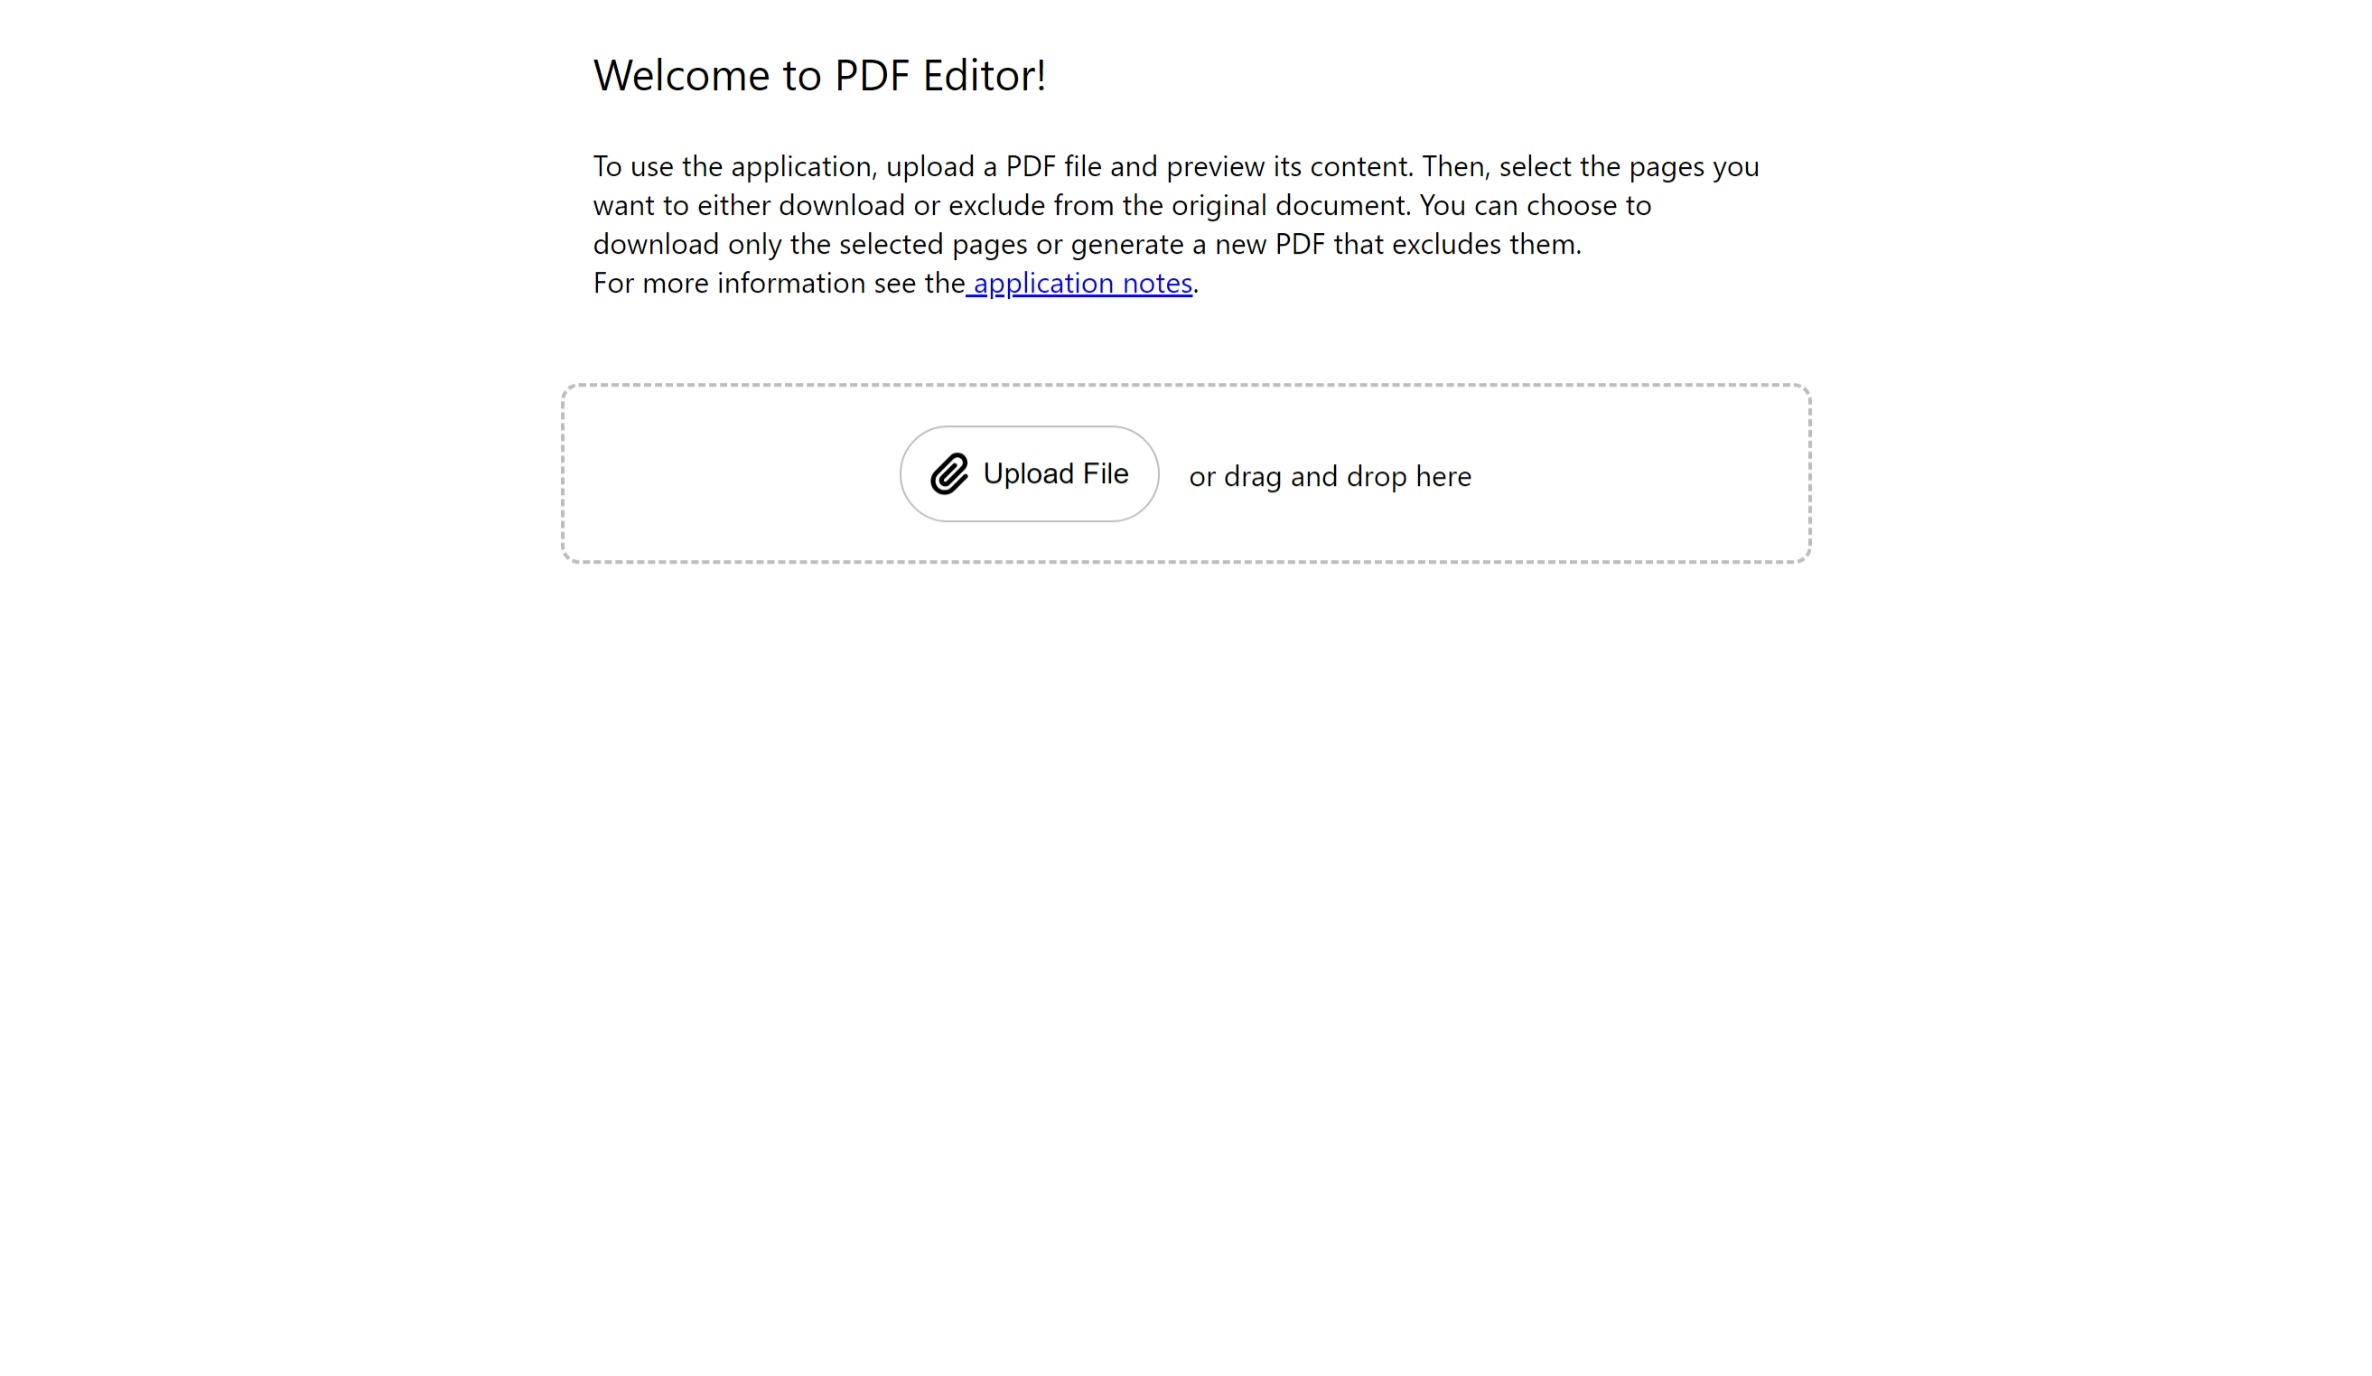 Welcome to PDF Editor!
To use the application, upload a PDF file and preview its content. Then, select the pages you
want to either download or exclude from the original document. You can choose to
download only the selected pages or generate a new PDF that excludes them.
For more information see the application notes.
Upload File or drag and drop here